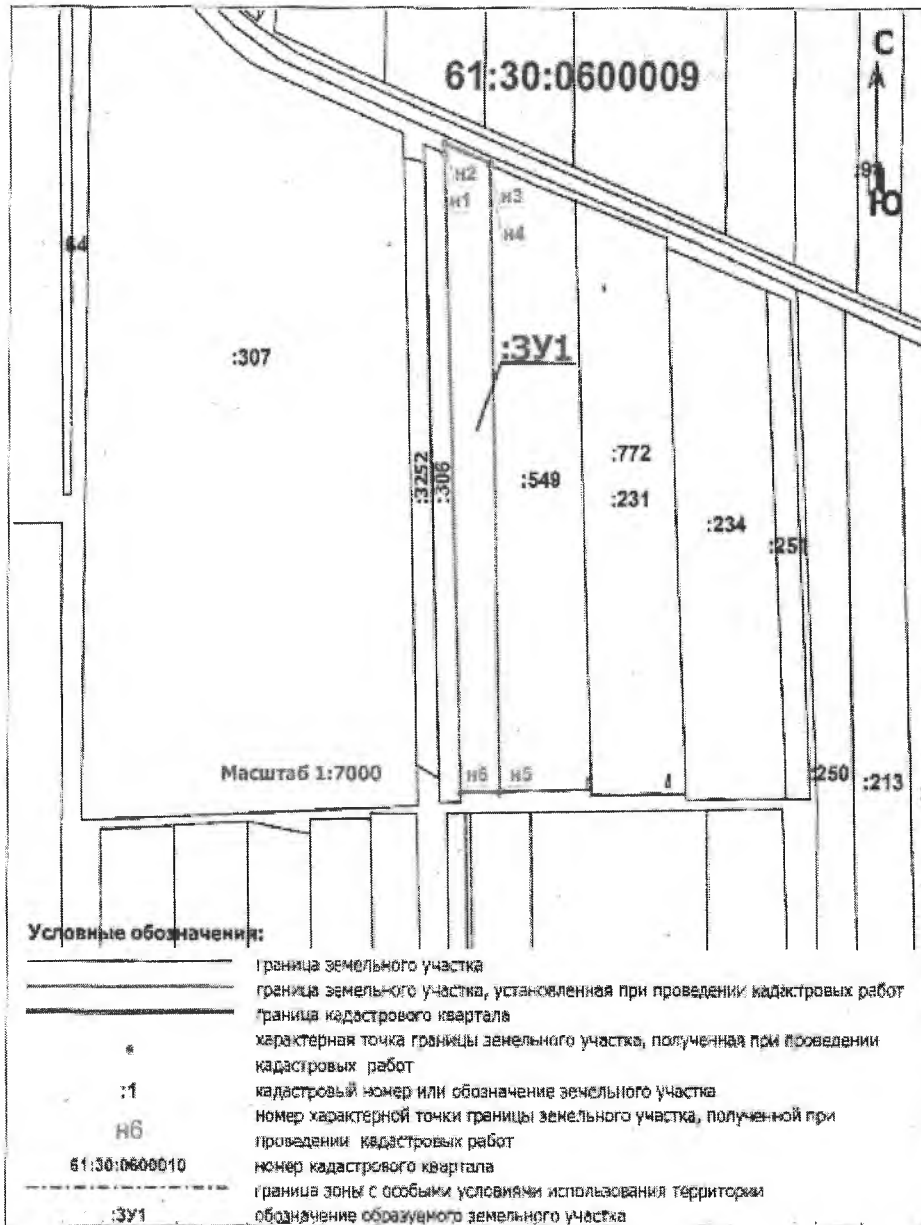 С
61:30:0600009
Ю
н2
н1
н3
н4
64
:ЗУ1
:307
:3252
:306
:549
:772
:231
:234
:251
Масштаб 1:7000
н6
н5
:250
:213
Условные обозначения:
граница земельного участка
граница земельного участка, установленная при проведении кадастровых работ
граница кадастрового квартала
характерная точка границы земельного участка, полученная при проведении
кадастровых работ
:1
кадастровый номер или обозначение земельного участка
н6
номер характерной точки границы земельного участка, полученной при
проведении кадастровых работ
61:30:0600010
номер кадастрового квартала
граница зоны с особыми условиями использования территории
:ЗУ1
обозначение образуемого земельного участка